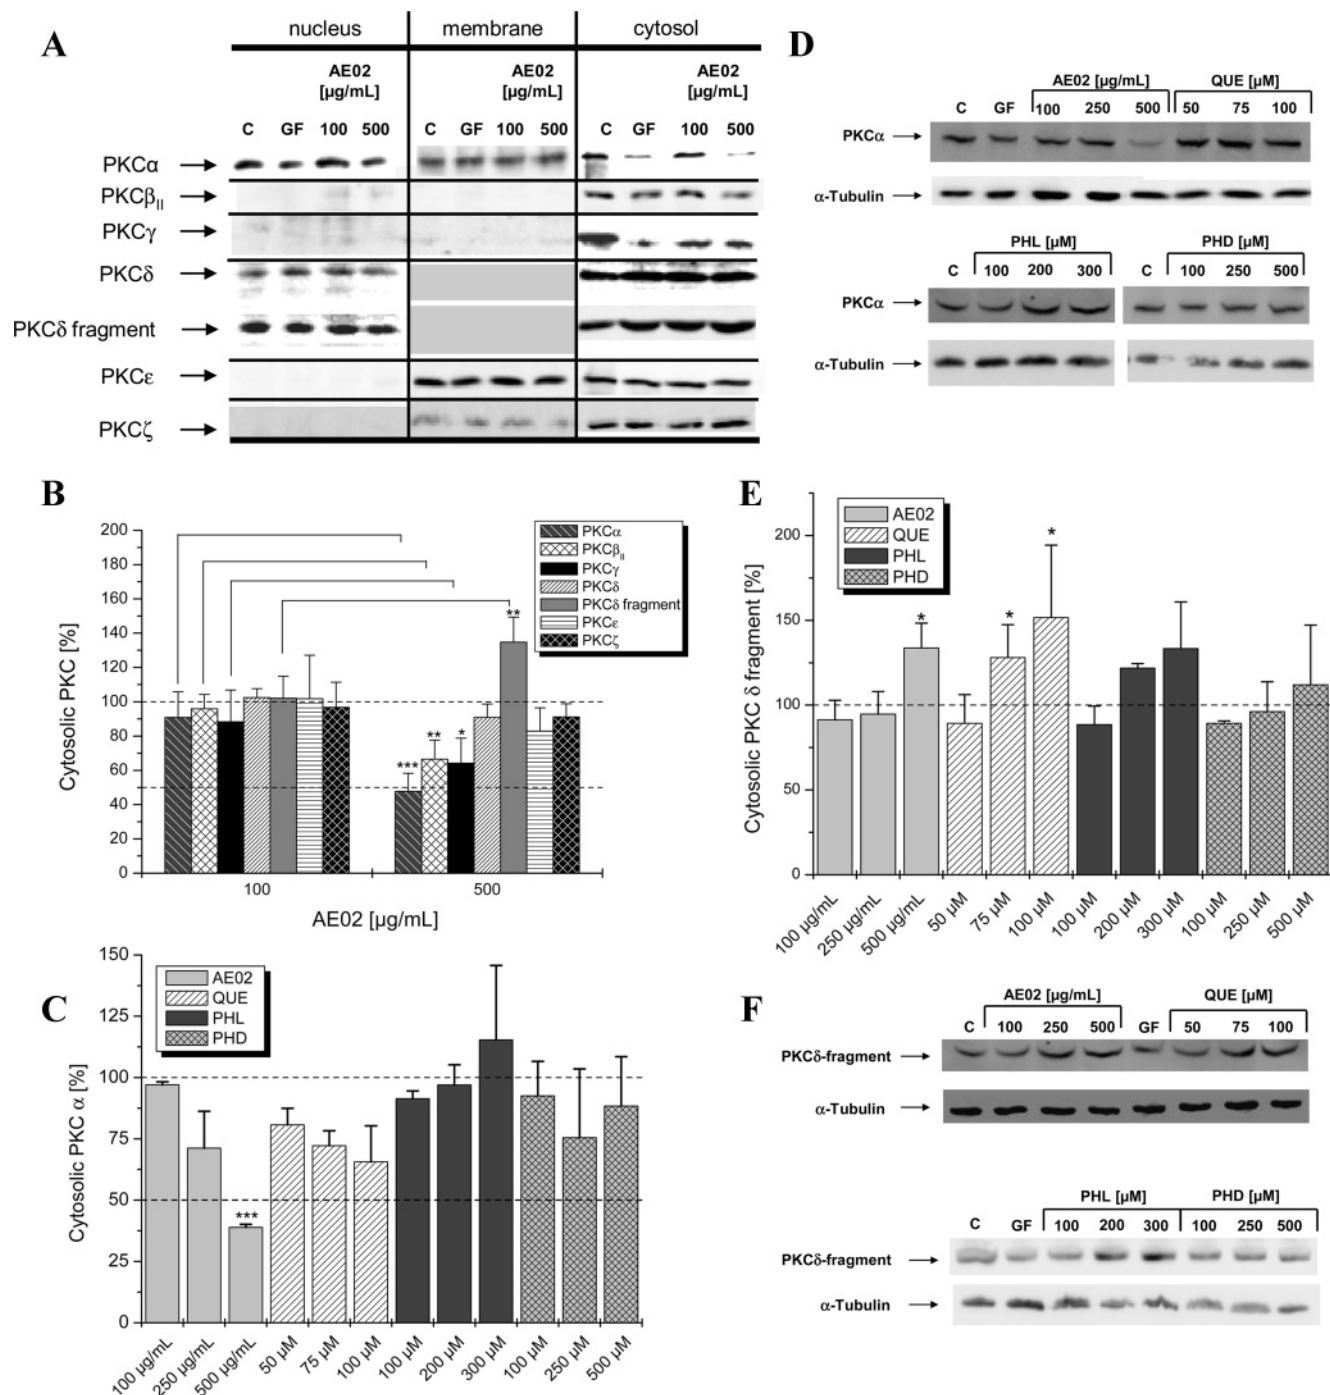 A
nucleus membrane cytosol
AE02 AE02 AE02
[µg/mL] [µg/mL] [µg/mL]
C GF 100 500 C GF 100 500 C GF 100 500
PKCα
PKCβII
PKCγ
PKCδ
PKCδ fragment
PKCε
PKCζ
D
AE02 [µg/mL] QUE [µM]
C GF 100 250 500 50 75 100
PKCα
α-Tubulin
PHL [µM] PHD [µM]
C 100 200 300 C 100 250 500
PKCα
α-Tubulin
B
Cytosolic PKC [%]
200
180
160
140
120
100
80
60
40
20
0
PKCα
PKCβII
PKCγ
PKCδ
PKCδ fragment
PKCε
PKCζ
*** ** * **
100 500
AE02 [µg/mL]
E
Cytosolic PKC δ fragment [%]
200
150
100
50
0
AE02
QUE
PHL
PHD
* * *
100 µg/mL 250 µg/mL 500 µg/mL 50 µM 75 µM 100 µM 100 µM 200 µM 300 µM 100 µM 250 µM 500 µM
C
Cytosolic PKC α [%]
150
125
100
75
50
25
0
AE02
QUE
PHL
PHD
***
100 µg/mL 250 µg/mL 500 µg/mL 50 µM 75 µM 100 µM 100 µM 200 µM 300 µM 100 µM 250 µM 500 µM
F
AE02 [µg/mL] QUE [µM]
C 100 250 500 GF 50 75 100
PKCδ-fragment
α-Tubulin
PHL [µM] PHD [µM]
C GF 100 200 300 100 250 500
PKCδ-fragment
α-Tubulin